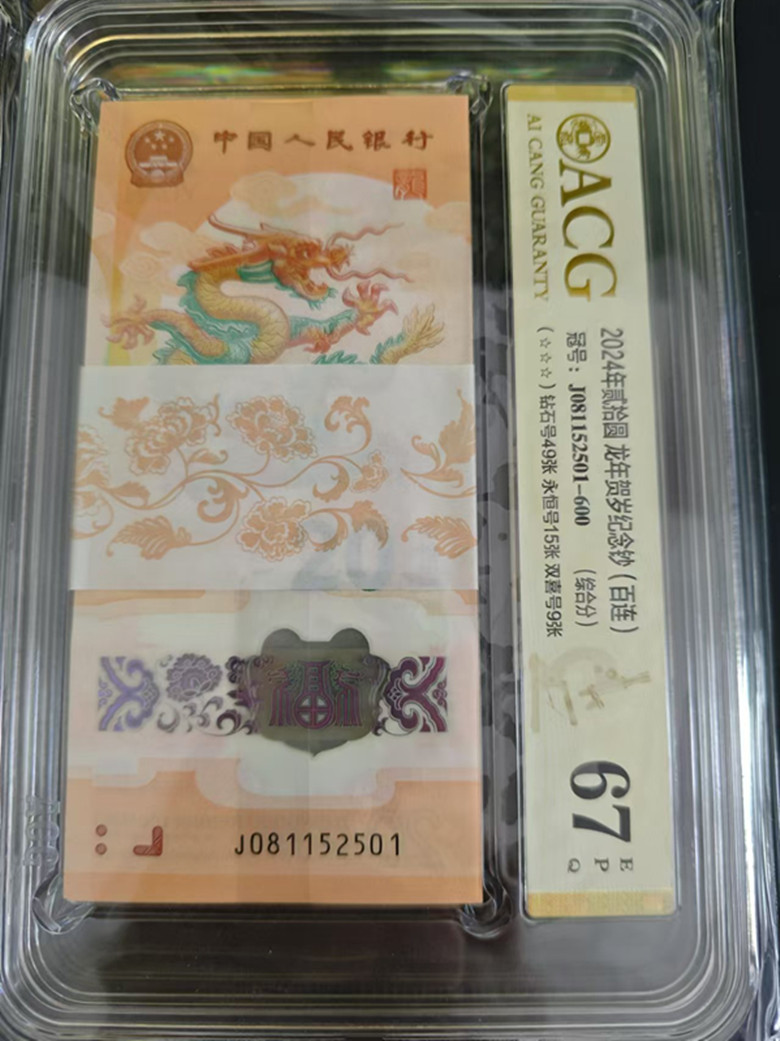 中国人民银行
J081152501
ACG
AI CANG GUARANTY
2024年贰拾圆 龙年贺岁纪念钞（百连）
冠号：J081152501-600 （综合分）
（☆☆☆）钻石号49张 永恒号15张 双喜号9张
67
E
P
Q